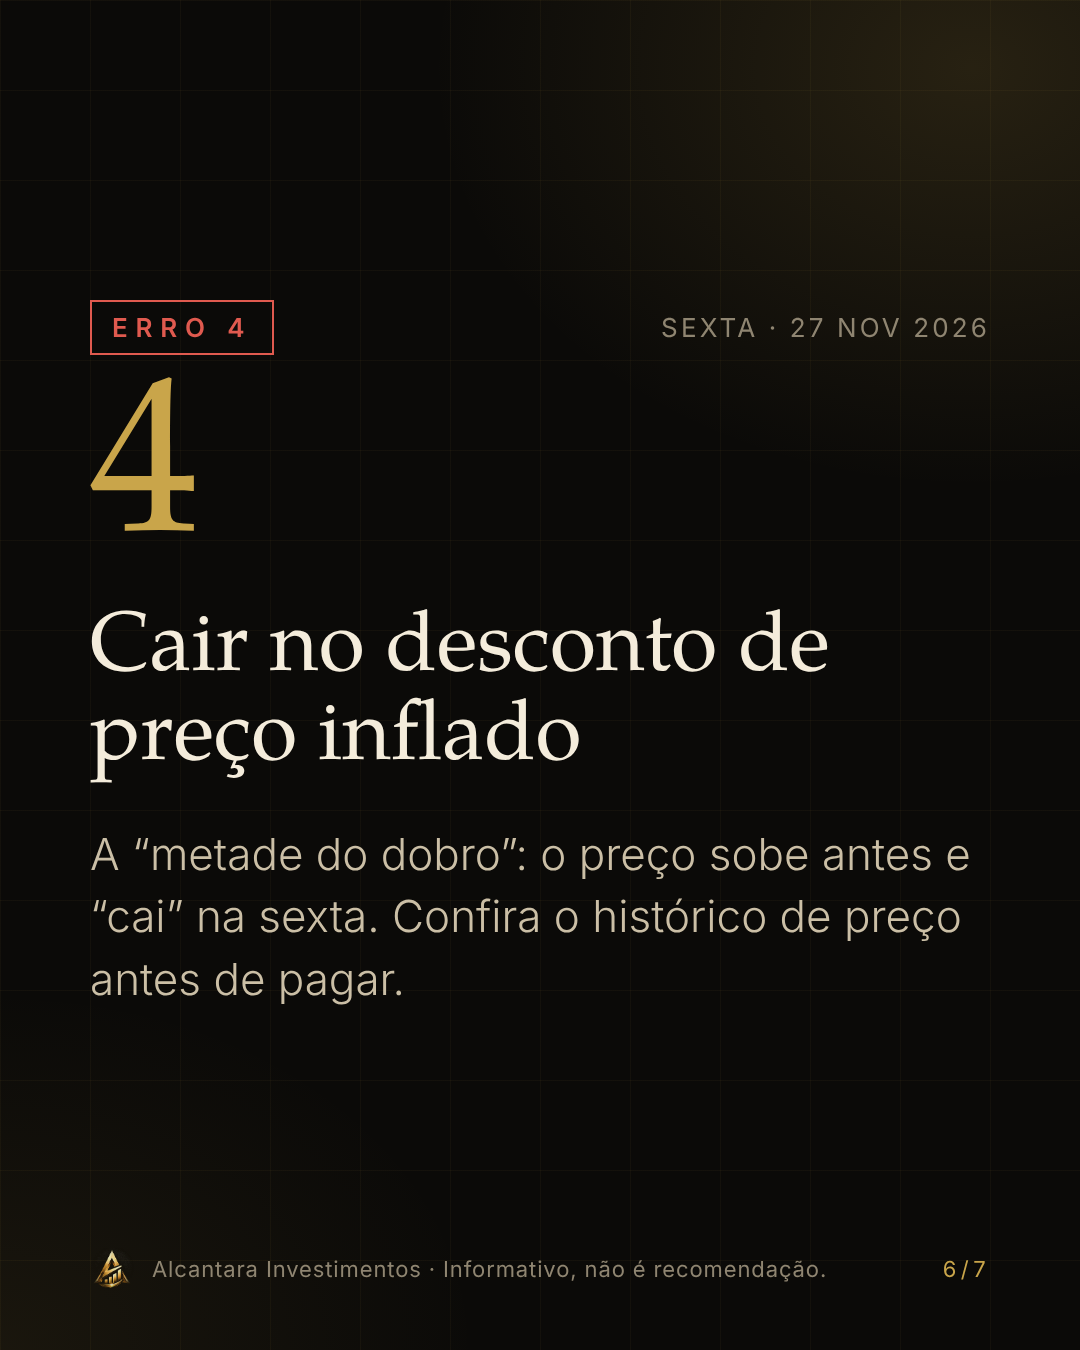 ERRO 4
SEXTA · 27 NOV 2026
4
Cair no desconto de
preço inflado
A “metade do dobro”: o preço sobe antes e
“cai” na sexta. Confira o histórico de preço
antes de pagar.
Alcantara Investimentos · Informativo, não é recomendação.
6/7